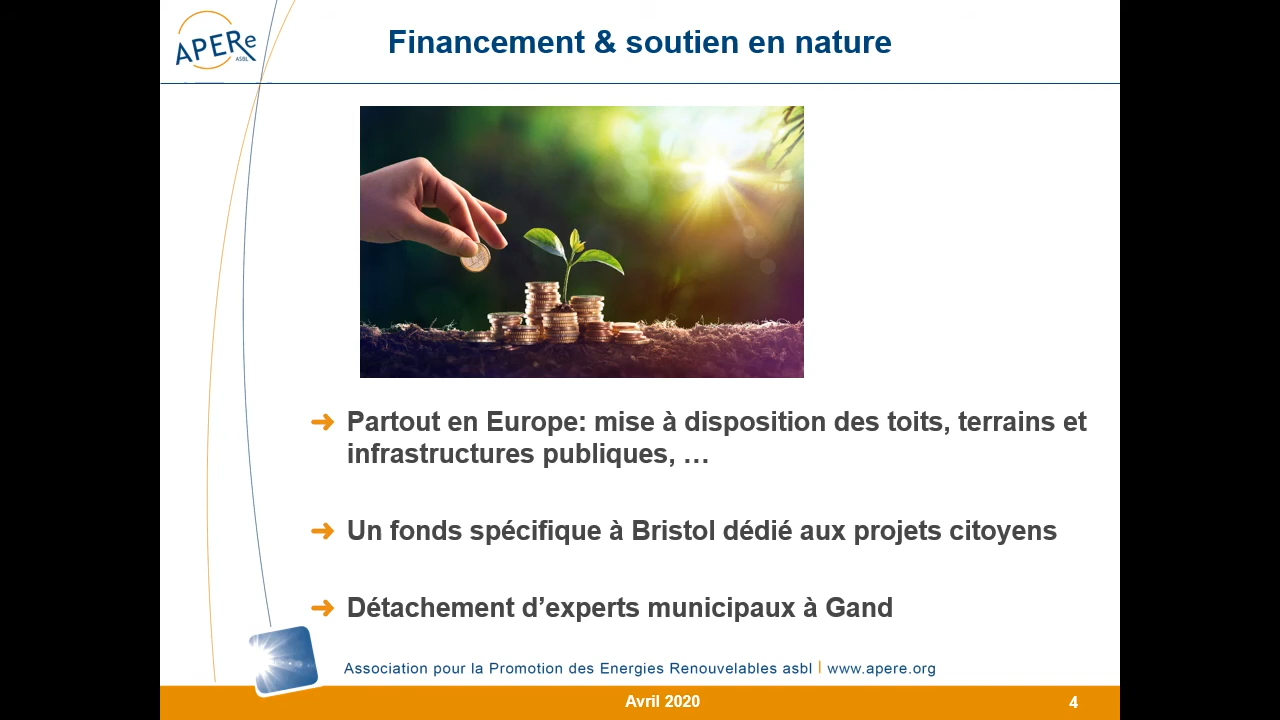 APERe
ASBL
Financement & soutien en nature
➜ Partout en Europe: mise à disposition des toits, terrains et
infrastructures publiques, …
➜ Un fonds spécifique à Bristol dédié aux projets citoyens
➜ Détachement d’experts municipaux à Gand
Association pour la Promotion des Energies Renouvelables asbl | www.apere.org
Avril 2020
4